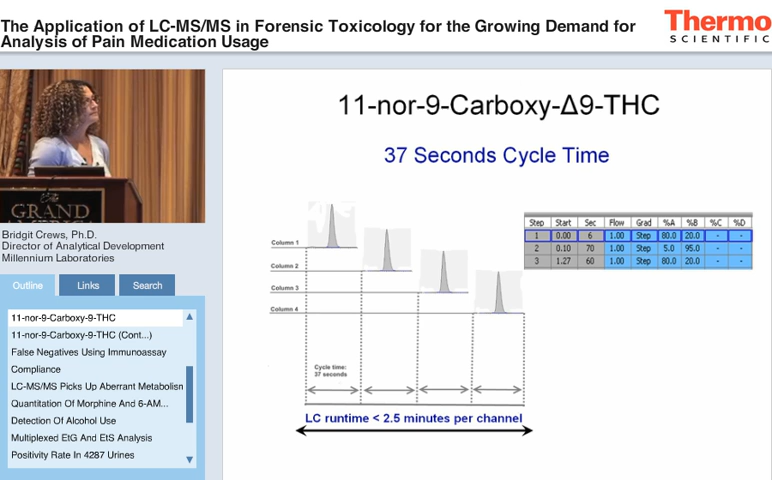 The Application of LC-MS/MS in Forensic Toxicology for the Growing Demand for
Analysis of Pain Medication Usage
Thermo
SCIENTIFIC
GRAND
Bridgit Crews, Ph.D.
Director of Analytical Development
Millennium Laboratories
Outline
Links
Search
11-nor-9-Carboxy-9-THC
11-nor-9-Carboxy-9-THC (Cont...)
False Negatives Using Immunoassay
Compliance
LC-MS/MS Picks Up Aberrant Metabolism
Quantitation Of Morphine And 6-AM...
Detection Of Alcohol Use
Multiplexed EtG And EtS Analysis
Positivity Rate In 4287 Urines
11-nor-9-Carboxy-Δ9-THC
37 Seconds Cycle Time
Column 1
Column 2
Column 3
Column 4
Cycle time:
37 seconds
LC runtime < 2.5 minutes per channel
Step Start Sec Flow Grad %A %B %C %D
1 0.00 6 1.00 Step 80.0 20.0 - -
2 0.10 70 1.00 Step 5.0 95.0 - -
3 1.27 60 1.00 Step 80.0 20.0 - -